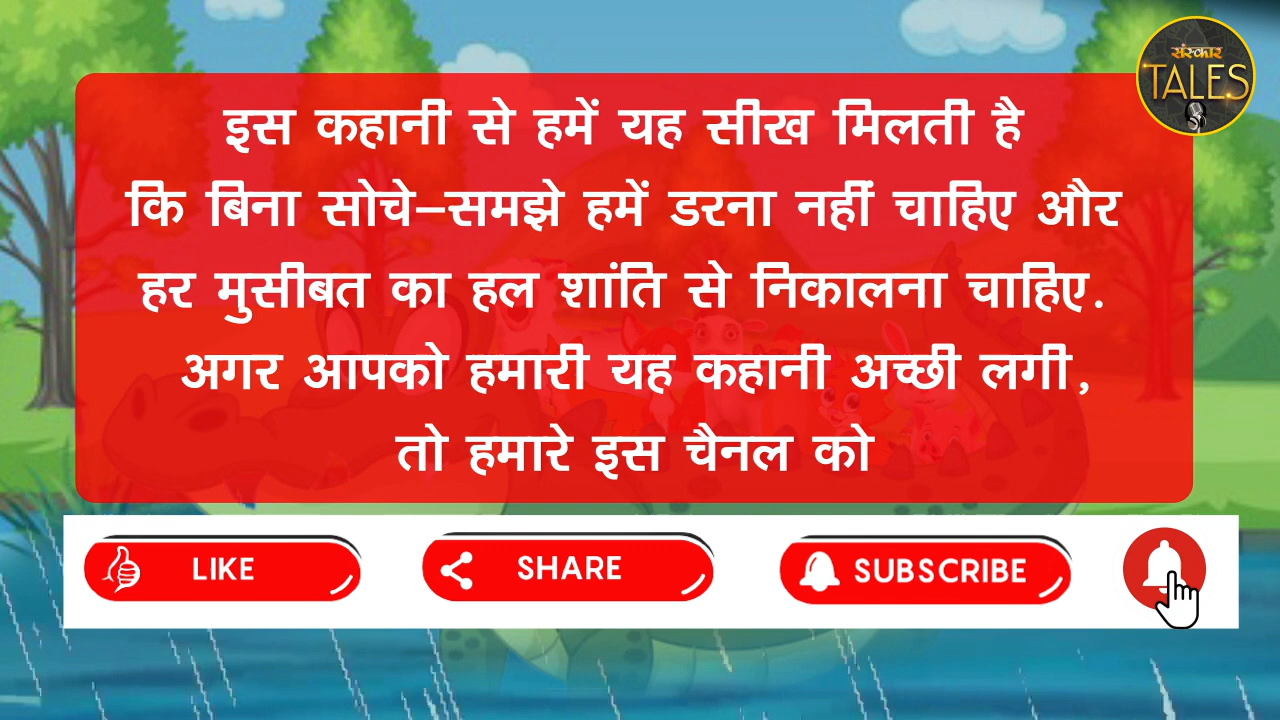 संस्कार
TALES
इस कहानी से हमें यह सीख मिलती है
कि बिना सोचे-समझे हमें डरना नहीं चाहिए और
हर मुसीबत का हल शांति से निकालना चाहिए.
अगर आपको हमारी यह कहानी अच्छी लगी,
तो हमारे इस चैनल को
LIKE
SHARE
SUBSCRIBE